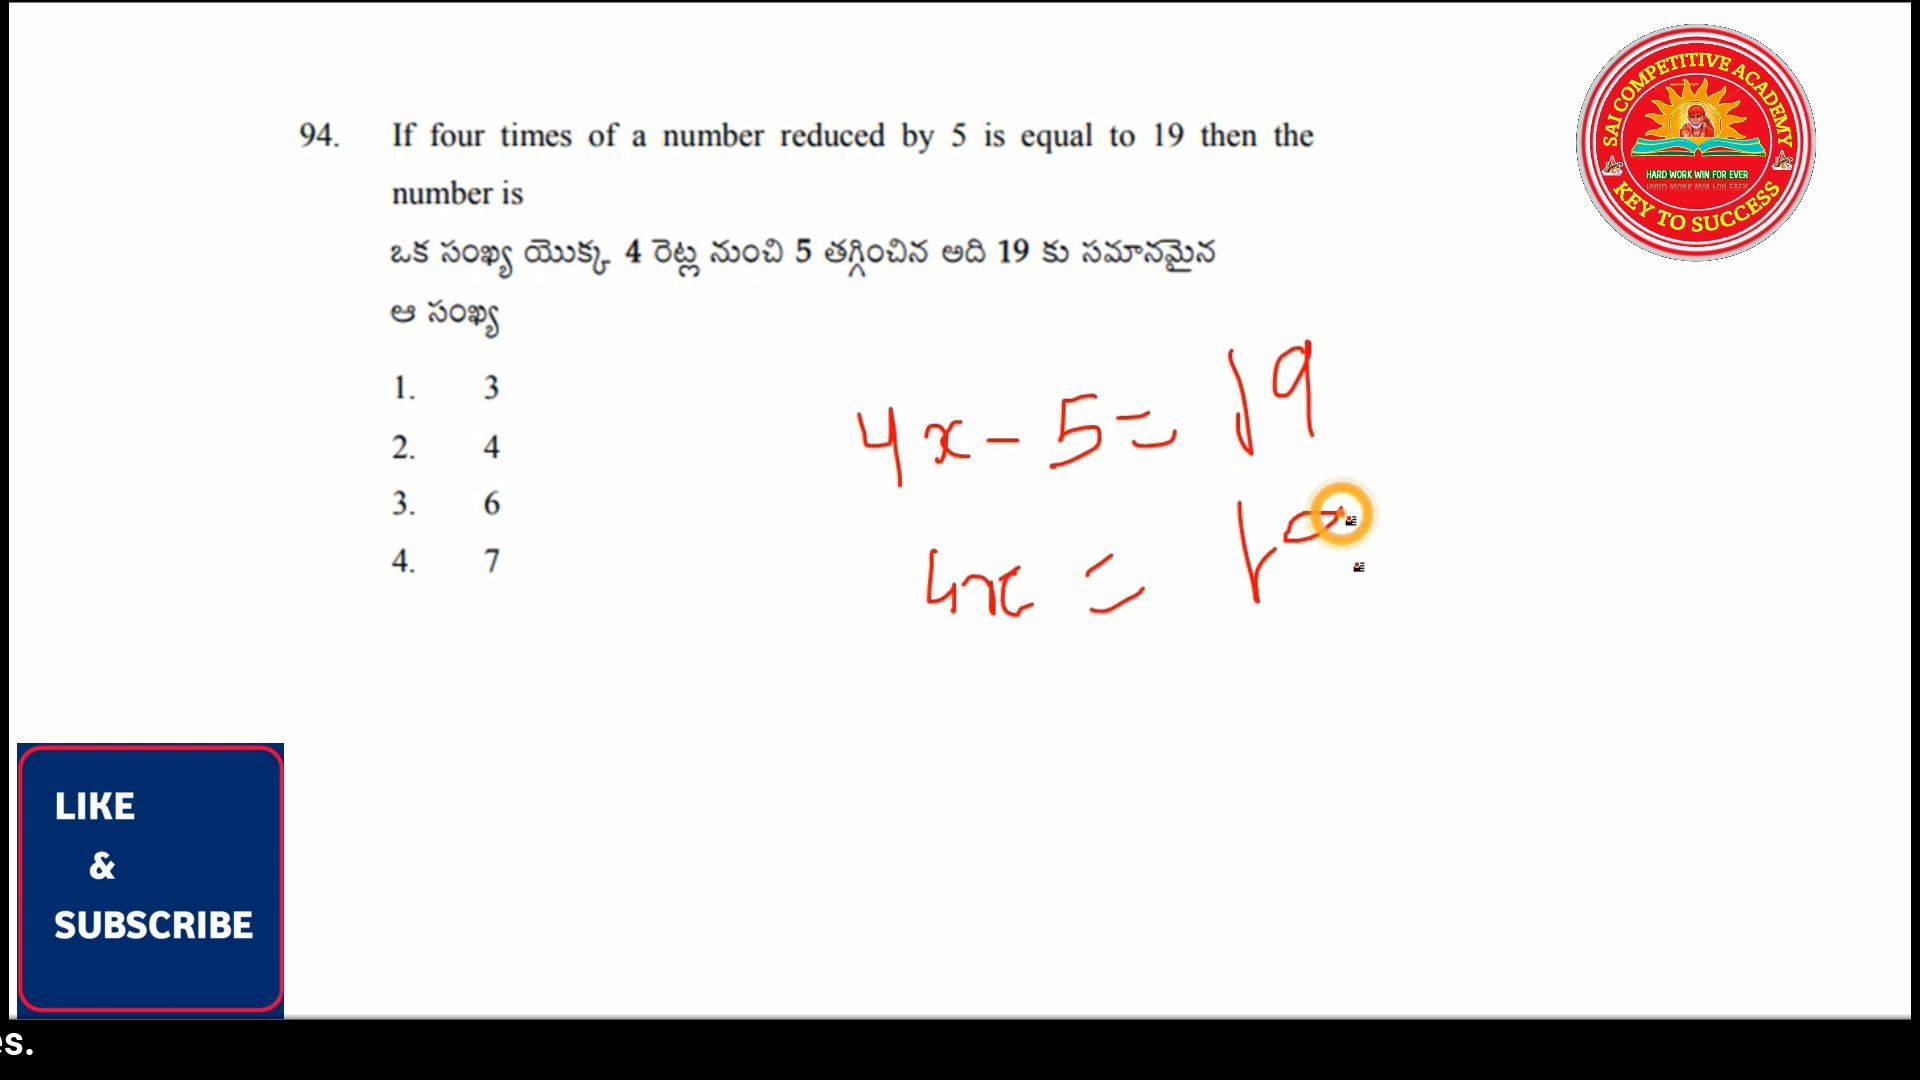 94. If four times of a number reduced by 5 is equal to 19 then the
number is
ఒక సంఖ్య యొక్క 4 రెట్ల నుంచి 5 తగ్గించిన అది 19 కు సమానమైన
ఆ సంఖ్య
1. 3
2. 4
3. 6
4. 7
4x - 5 = 19
4x =
SAI COMPETITIVE ACADEMY
HARD WORK WIN FOR EVER
KEY TO SUCCESS
LIKE
&
SUBSCRIBE
es.